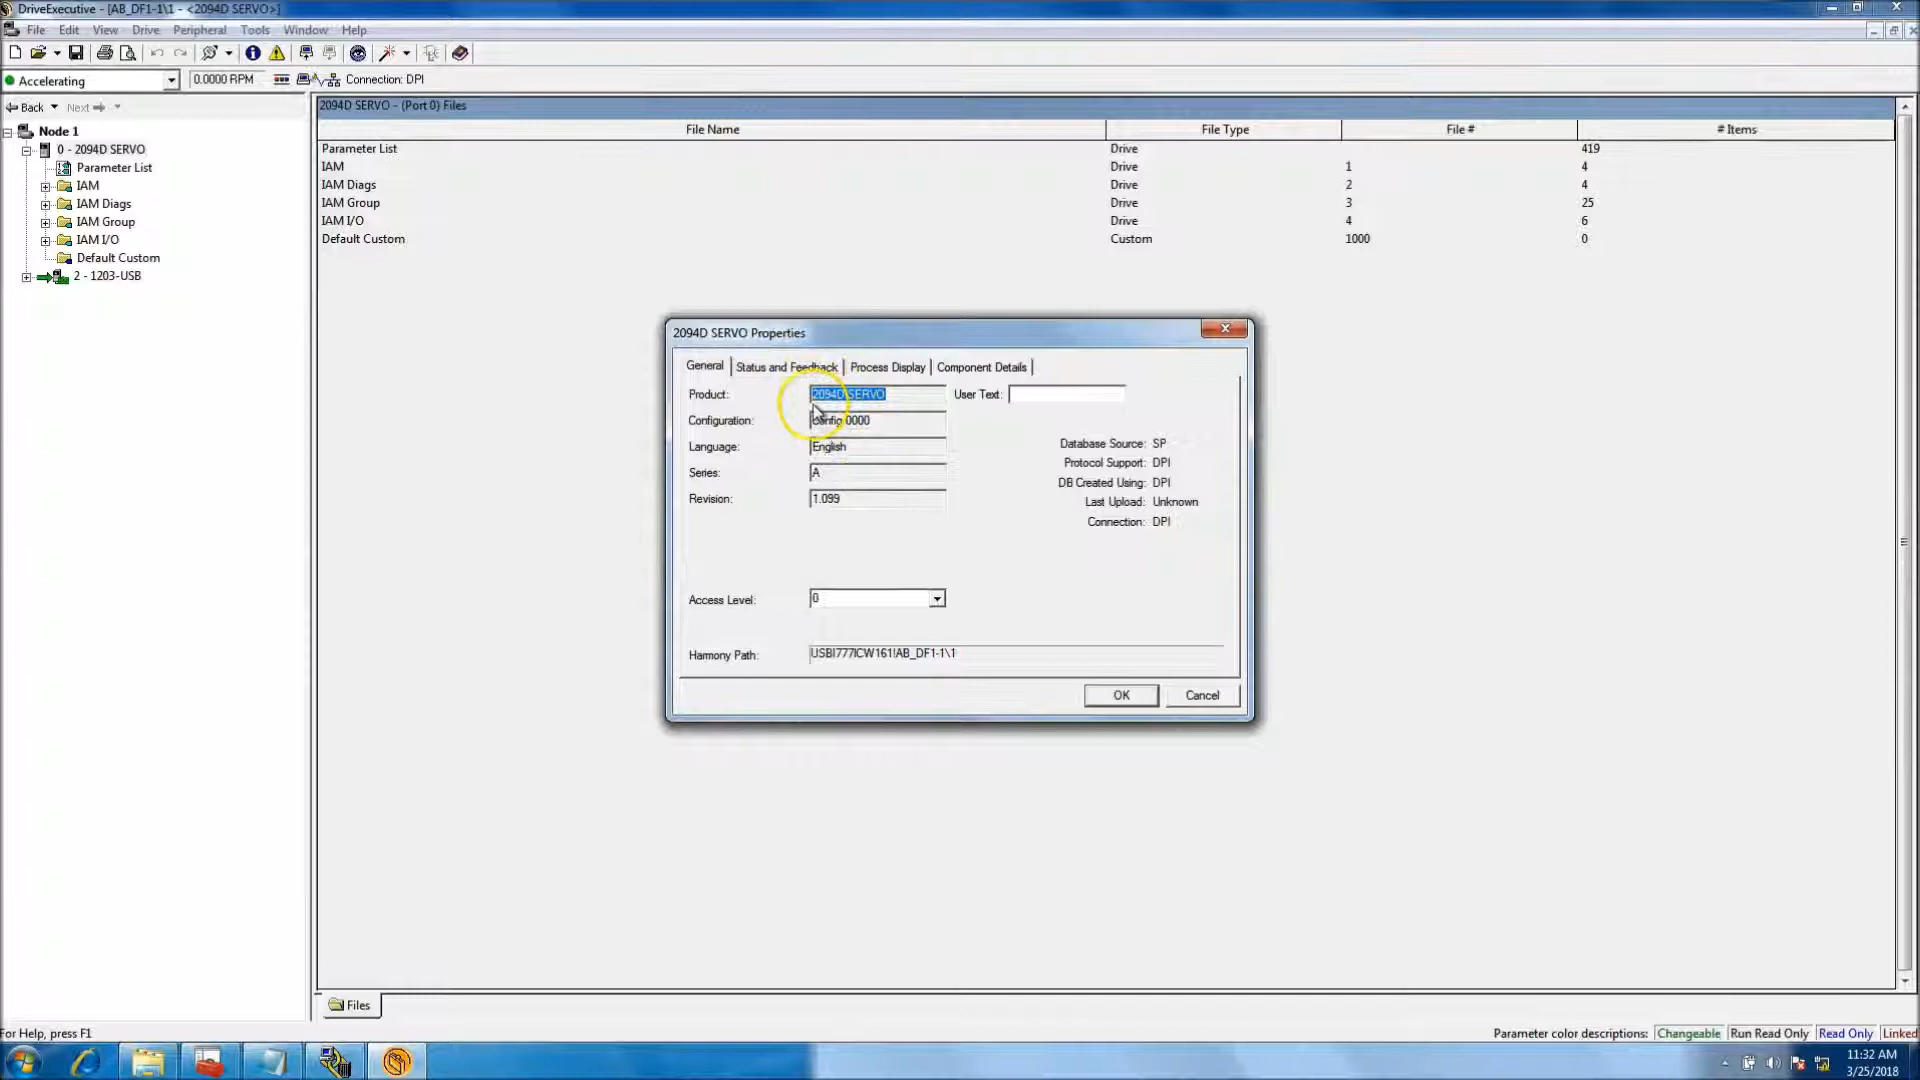 DriveExecutive - [AB_DF1-1\1 - <2094D SERVO>]
File Edit View Drive Peripheral Tools Window Help
Accelerating 0.0000 RPM Connection: DPI
Back Next
Node 1
0 - 2094D SERVO
Parameter List
IAM
IAM Diags
IAM Group
IAM I/O
Default Custom
2 - 1203-USB
2094D SERVO - (Port 0) Files
File Name File Type File # # Items
Parameter List Drive 419
IAM Drive 1 4
IAM Diags Drive 2 4
IAM Group Drive 3 25
IAM I/O Drive 4 6
Default Custom Custom 1000 0
2094D SERVO Properties
General Status and Feedback Process Display Component Details
Product: 2094D SERVO User Text:
Configuration: Config 0000
Language: English
Series: A
Revision: 1.099
Database Source: SP
Protocol Support: DPI
DB Created Using: DPI
Last Upload: Unknown
Connection: DPI
Access Level: 0
Harmony Path: USBI777ICW161!AB_DF1-1\1
OK Cancel
Files
For Help, press F1
Parameter color descriptions: Changeable Run Read Only Read Only Linked
11:32 AM
3/25/2018